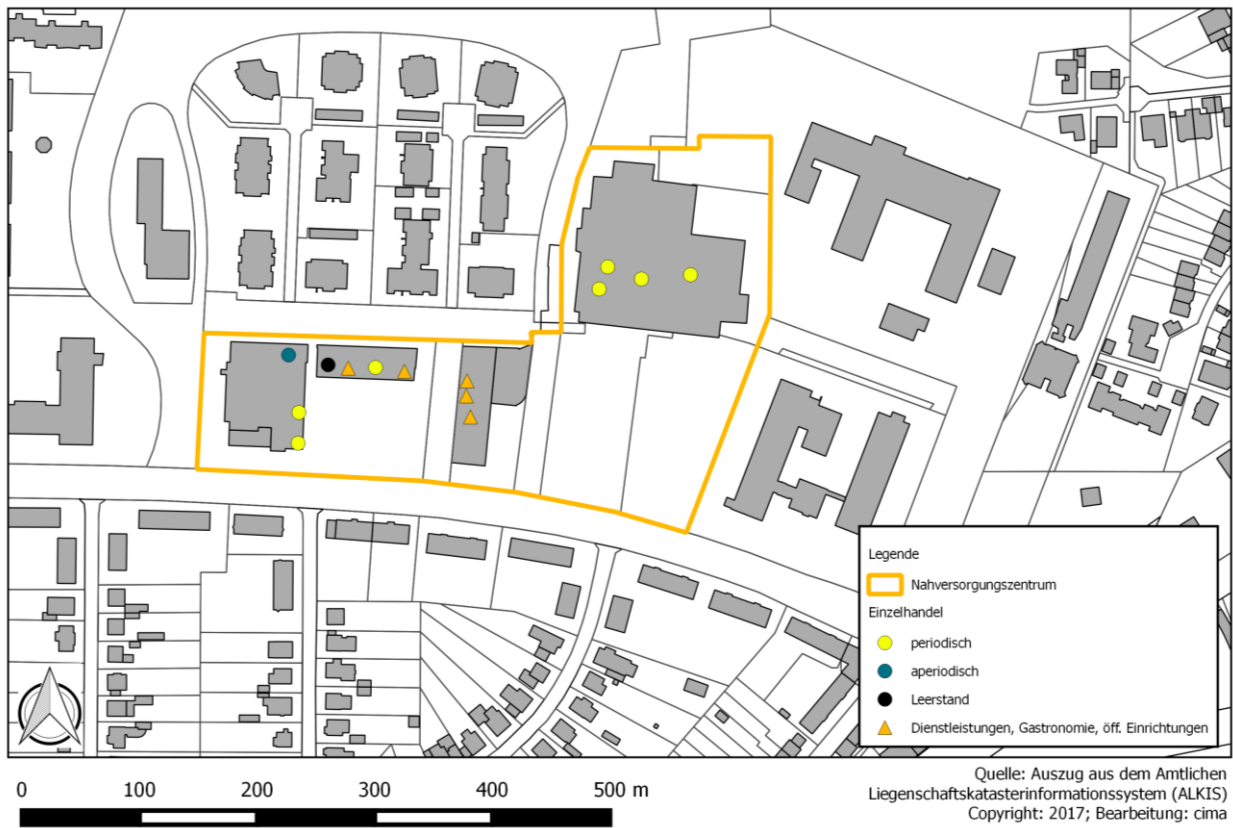 Legende
Nahversorgungszentrum
Einzelhandel
periodisch
aperiodisch
Leerstand
Dienstleistungen, Gastronomie, öff. Einrichtungen
0 100 200 300 400 500 m
Quelle: Auszug aus dem Amtlichen
Liegenschaftskatasterinformationssystem (ALKIS)
Copyright: 2017; Bearbeitung: cima